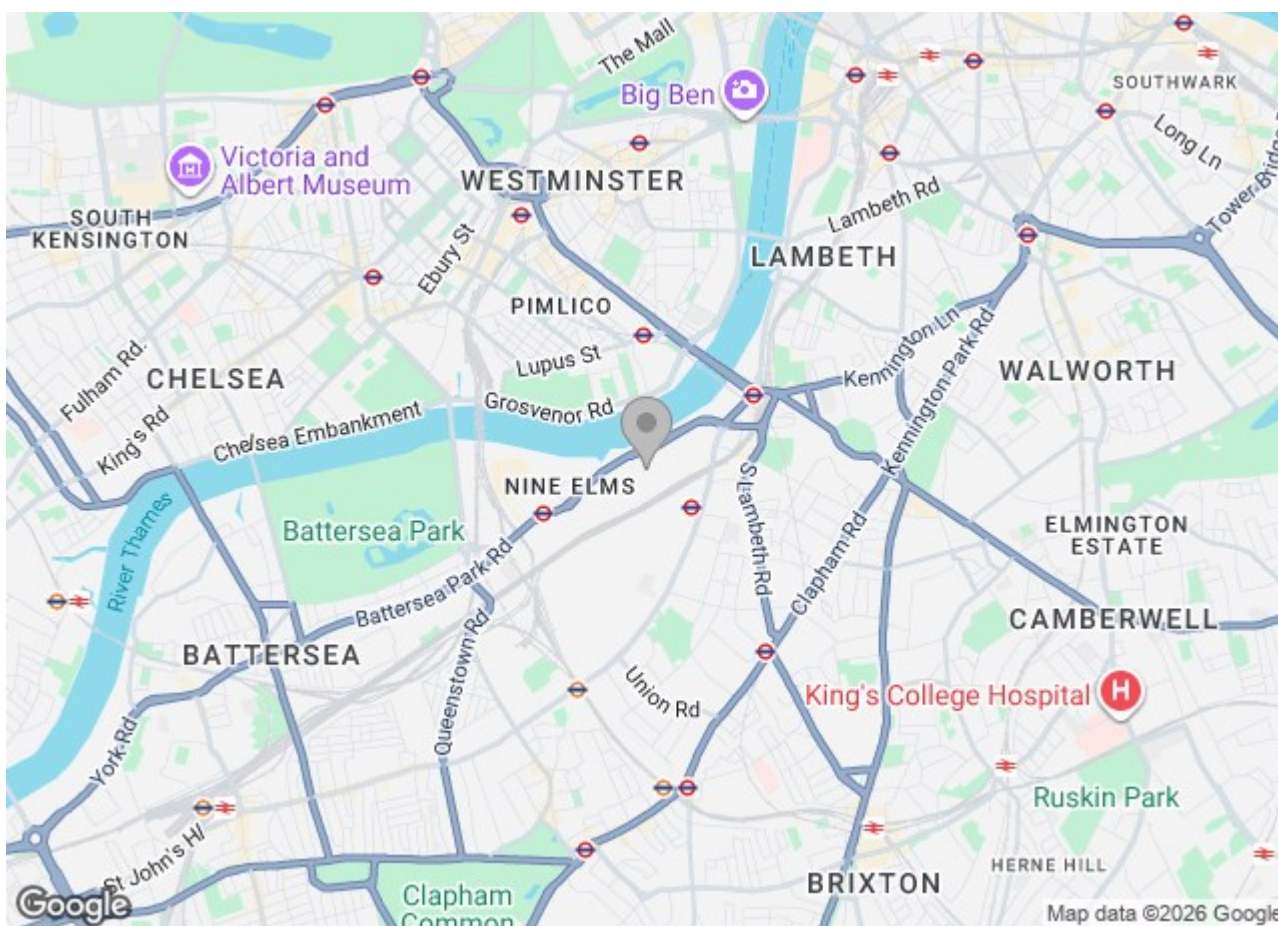 The Mall
Big Ben
SOUTHWARK
Long Ln
Victoria and
Albert Museum
WESTMINSTER
Lambeth Rd
Tower Bridge
SOUTH
KENSINGTON
Ebury St
LAMBETH
PIMLICO
Lupus St
Kennington Ln
Kennington Park Rd
WALWORTH
Fulham Rd.
CHELSEA
King's Rd
Chelsea Embankment
Grosvenor Rd
NINE ELMS
S Lambeth Rd
Battersea Park
River Thames
Battersea Park Rd
Clapham Rd
ELMINGTON
ESTATE
CAMBERWELL
BATTERSEA
Queenstown Rd
Union Rd
King's College Hospital
H
York Rd
Ruskin Park
St John's Hl
HERNE HILL
BRIXTON
Clapham
Common
Google
Map data ©2026 Google